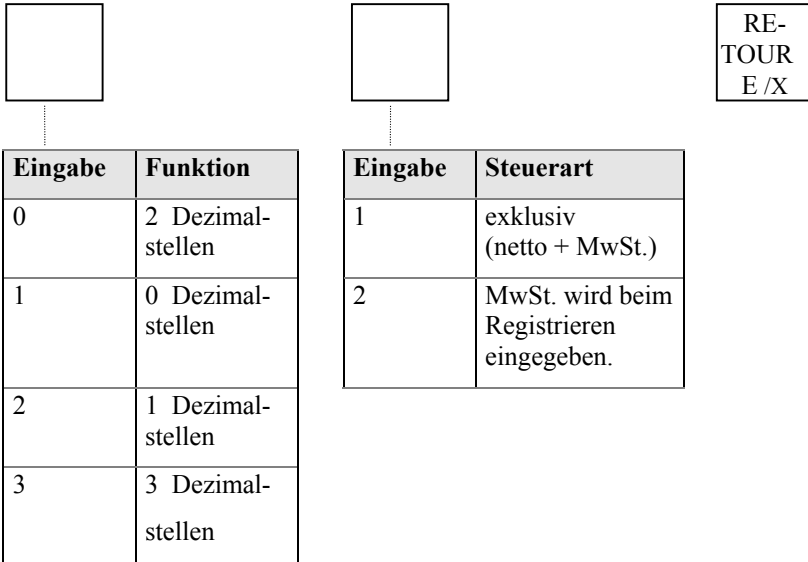 RE-
TOUR
E /X
Eingabe Funktion
0 2 Dezimal-
stellen
1 0 Dezimal-
stellen
2 1 Dezimal-
stellen
3 3 Dezimal-
stellen
Eingabe Steuerart
1 exklusiv
(netto + MwSt.)
2 MwSt. wird beim
Registrieren
eingegeben.